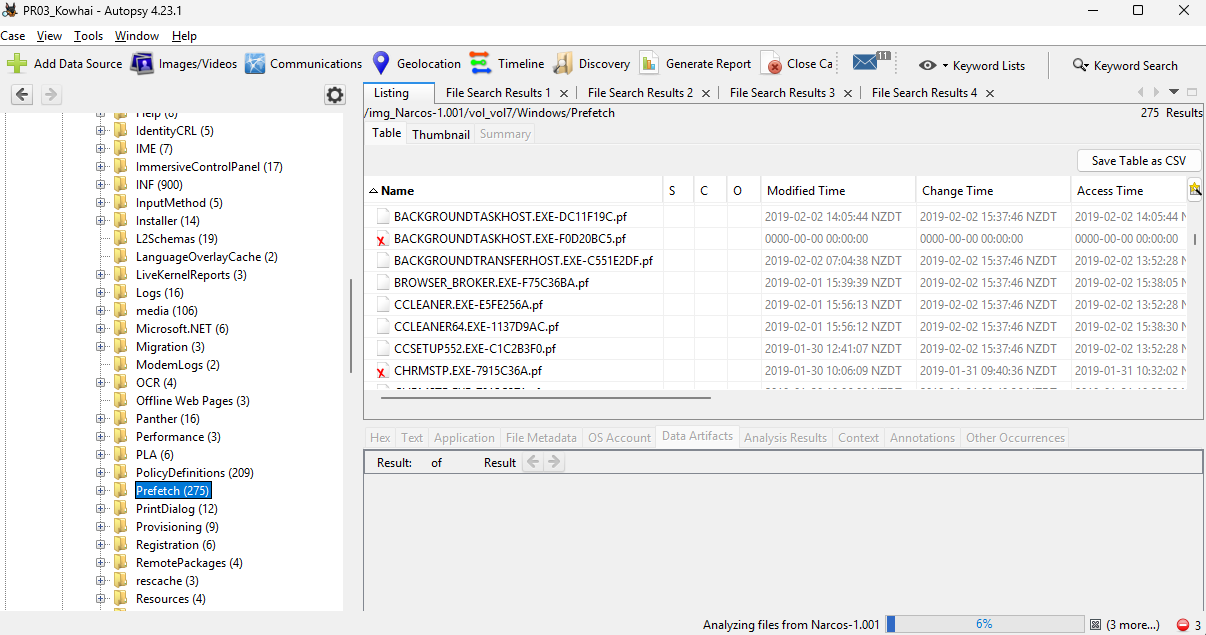 PR03_Kowhai - Autopsy 4.23.1
Case View Tools Window Help
Add Data Source Images/Videos Communications Geolocation Timeline Discovery Generate Report Close Ca 11 Keyword Lists Keyword Search
Listing File Search Results 1 File Search Results 2 File Search Results 3 File Search Results 4
/img_Narcos-1.001/vol_vol7/Windows/Prefetch 275 Results
Table Thumbnail Summary
Save Table as CSV
Name S C O Modified Time Change Time Access Time
BACKGROUNDTASKHOST.EXE-DC11F19C.pf 2019-02-02 14:05:44 NZDT 2019-02-02 15:37:46 NZDT 2019-02-02 14:05:44 N
BACKGROUNDTASKHOST.EXE-F0D20BC5.pf 0000-00-00 00:00:00 0000-00-00 00:00:00 0000-00-00 00:00:00
BACKGROUNDTRANSFERHOST.EXE-C551E2DF.pf 2019-02-02 07:04:38 NZDT 2019-02-02 15:37:46 NZDT 2019-02-02 13:52:28 N
BROWSER_BROKER.EXE-F75C36BA.pf 2019-02-01 15:39:39 NZDT 2019-02-02 15:37:46 NZDT 2019-02-01 15:38:05 N
CCLEANER.EXE-E5FE256A.pf 2019-02-01 15:56:13 NZDT 2019-02-02 15:37:46 NZDT 2019-02-02 13:52:28 N
CCLEANER64.EXE-1137D9AC.pf 2019-02-01 15:56:12 NZDT 2019-02-02 15:37:46 NZDT 2019-02-01 15:38:30 N
CCSETUP552.EXE-C1C2B3F0.pf 2019-01-30 12:41:07 NZDT 2019-02-02 15:37:46 NZDT 2019-02-02 13:52:28 N
CHRMSTP.EXE-7915C36A.pf 2019-01-30 10:06:09 NZDT 2019-01-31 09:40:36 NZDT 2019-01-31 10:32:02 N
Help (8)
IdentityCRL (5)
IME (7)
ImmersiveControlPanel (17)
INF (900)
InputMethod (5)
Installer (14)
L2Schemas (19)
LanguageOverlayCache (2)
LiveKernelReports (3)
Logs (16)
media (106)
Microsoft.NET (6)
Migration (3)
ModemLogs (2)
OCR (4)
Offline Web Pages (3)
Panther (16)
Performance (3)
PLA (6)
PolicyDefinitions (209)
Prefetch (275)
PrintDialog (12)
Provisioning (9)
Registration (6)
RemotePackages (4)
rescache (3)
Resources (4)
Hex Text Application File Metadata OS Account Data Artifacts Analysis Results Context Annotations Other Occurrences
Result: of Result
Analyzing files from Narcos-1.001 6% (3 more...) 3